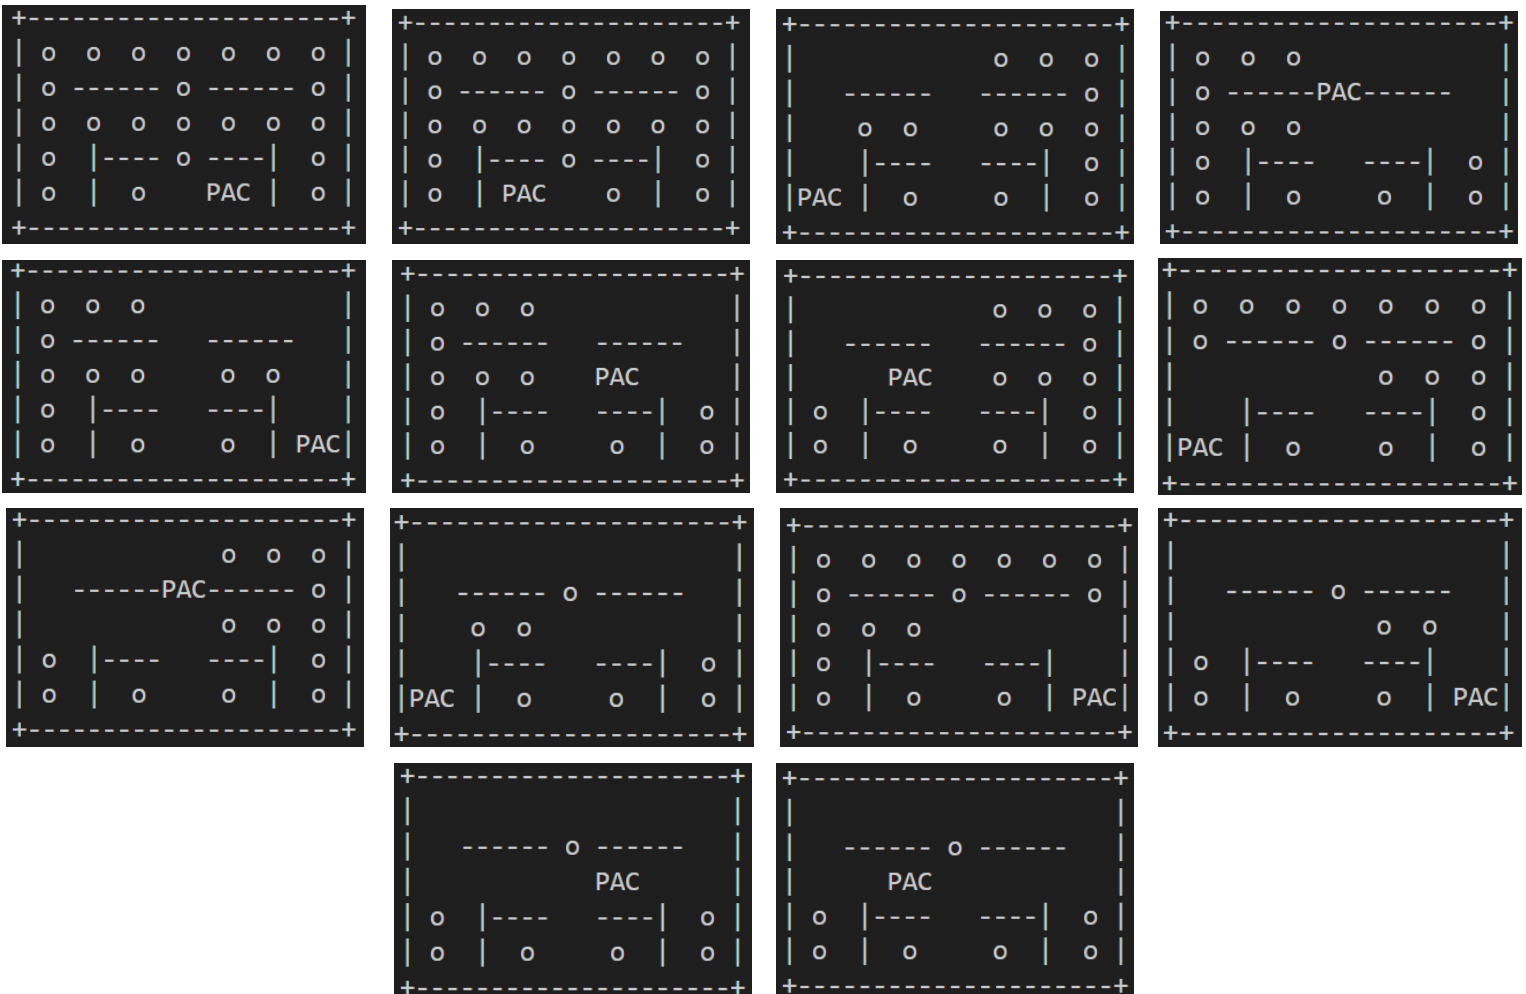 +---------------------+
| o  o  o  o  o  o  o |
| o ------ o ------ o |
| o  o  o  o  o  o  o |
| o  |---- o ----|  o |
| o  |  o    PAC |  o |
+---------------------+
+---------------------+
| o  o  o  o  o  o  o |
| o ------ o ------ o |
| o  o  o  o  o  o  o |
| o  |---- o ----|  o |
| o  | PAC    o  |  o |
+---------------------+
+---------------------+
|             o  o  o |
|   ------   ------ o |
|    o  o     o  o  o |
|    |----   ----|  o |
|PAC |  o     o  |  o |
+---------------------+
+---------------------+
| o  o  o             |
| o ------PAC------   |
| o  o  o             |
| o  |----   ----|  o |
| o  |  o     o  |  o |
+---------------------+
+---------------------+
| o  o  o             |
| o ------   ------   |
| o  o  o     o  o    |
| o  |----   ----|    |
| o  |  o     o  | PAC|
+---------------------+
+---------------------+
| o  o  o             |
| o ------   ------   |
| o  o  o    PAC      |
| o  |----   ----|  o |
| o  |  o     o  |  o |
+---------------------+
+---------------------+
|             o  o  o |
|   ------   ------ o |
|      PAC    o  o  o |
| o  |----   ----|  o |
| o  |  o     o  |  o |
+---------------------+
+---------------------+
| o  o  o  o  o  o  o |
| o ------ o ------ o |
|             o  o  o |
|    |----   ----|  o |
|PAC |  o     o  |  o |
+---------------------+
+---------------------+
|             o  o  o |
|   ------PAC------ o |
|             o  o  o |
| o  |----   ----|  o |
| o  |  o     o  |  o |
+---------------------+
+---------------------+
|                     |
|   ------ o ------   |
|    o  o             |
|    |----   ----|  o |
|PAC |  o     o  |  o |
+---------------------+
+---------------------+
| o  o  o  o  o  o  o |
| o ------ o ------ o |
| o  o  o             |
| o  |----   ----|    |
| o  |  o     o  | PAC|
+---------------------+
+---------------------+
|                     |
|   ------ o ------   |
|             o  o    |
| o  |----   ----|    |
| o  |  o     o  | PAC|
+---------------------+
+---------------------+
|                     |
|   ------ o ------   |
|            PAC      |
| o  |----   ----|  o |
| o  |  o     o  |  o |
+---------------------+
+---------------------+
|                     |
|   ------ o ------   |
|      PAC            |
| o  |----   ----|  o |
| o  |  o     o  |  o |
+---------------------+